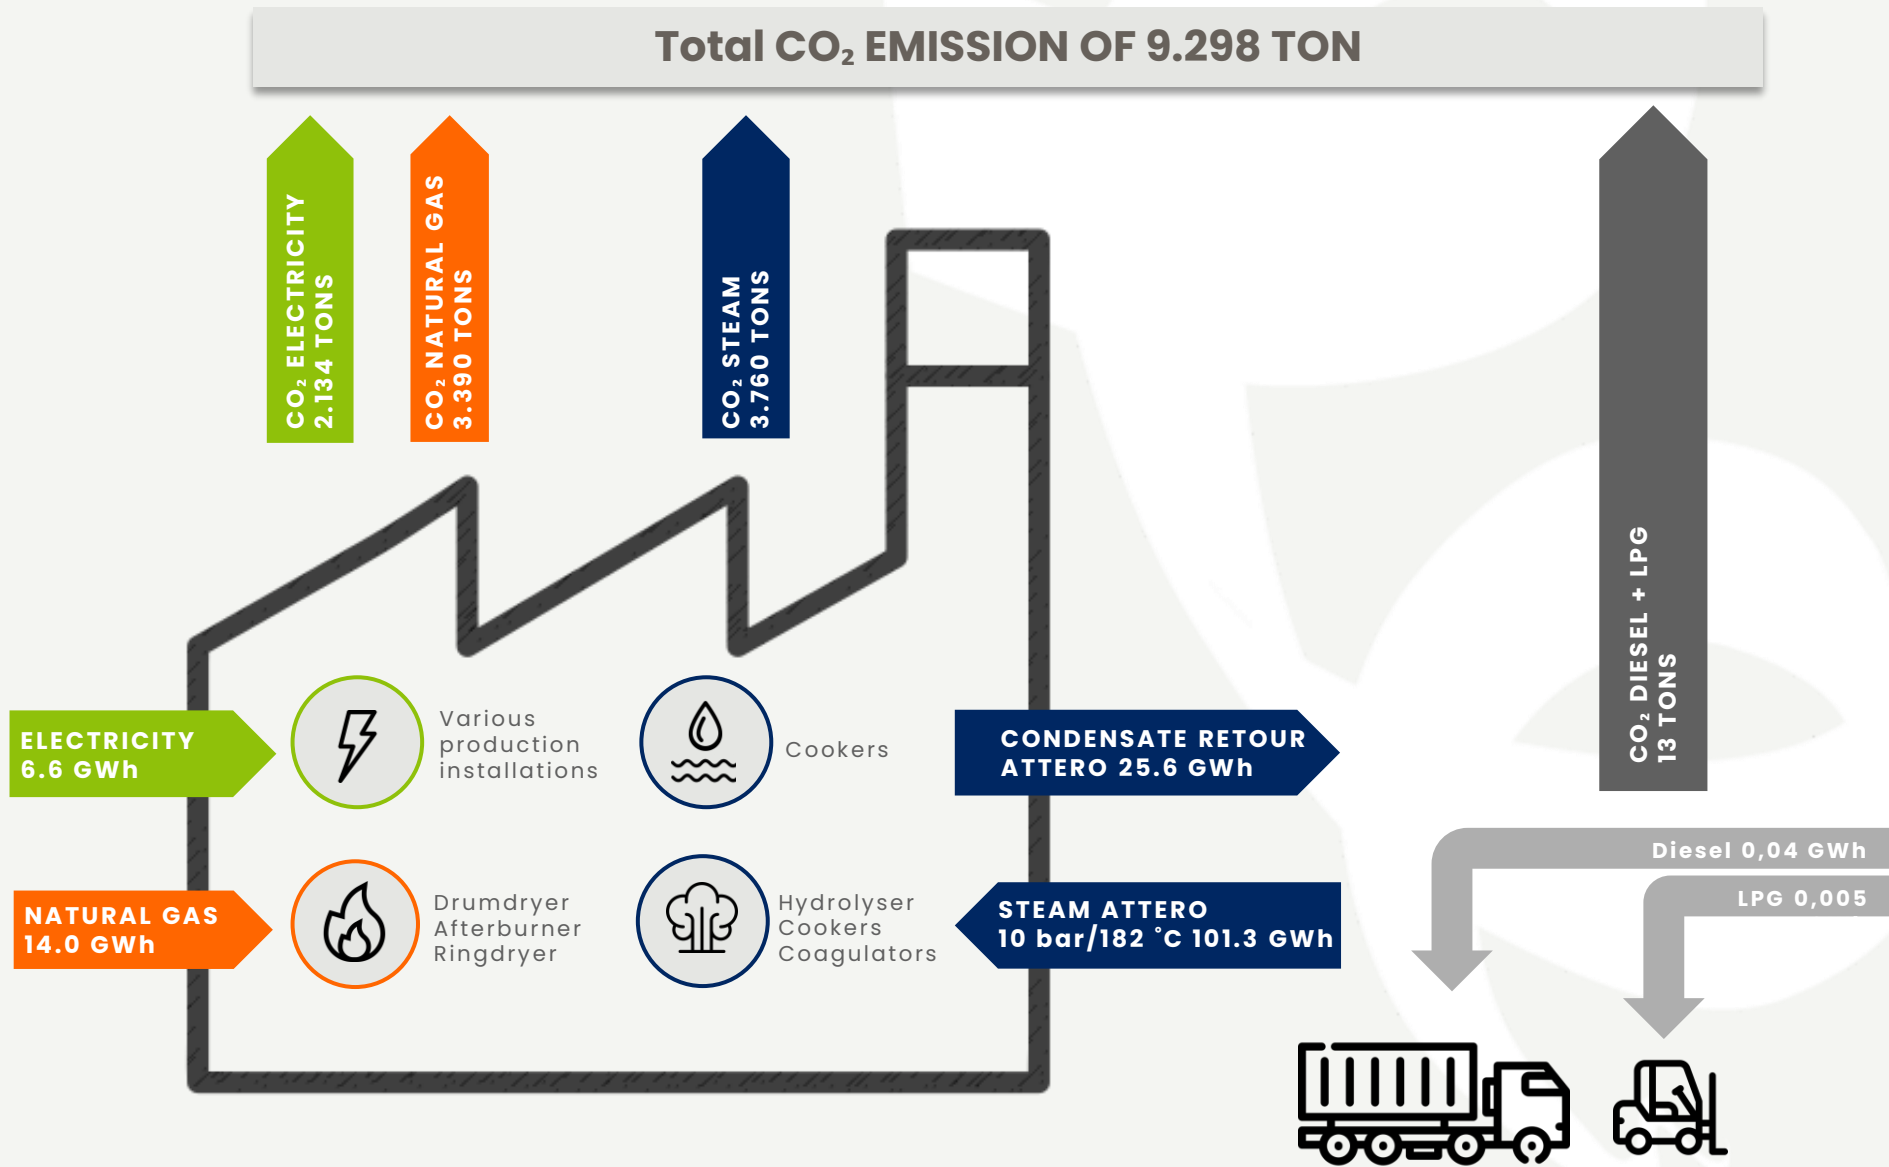 Total CO₂ EMISSION OF 9.298 TON
CO₂ ELECTRICITY
2.134 TONS
CO₂ NATURAL GAS
3.390 TONS
CO₂ STEAM
3.760 TONS
CO₂ DIESEL + LPG
13 TONS
ELECTRICITY
6.6 GWh
Various
production
installations
Cookers
CONDENSATE RETOUR
ATTERO 25.6 GWh
Diesel 0,04 GWh
LPG 0,005
NATURAL GAS
14.0 GWh
Drumdryer
Afterburner
Ringdryer
Hydrolyser
Cookers
Coagulators
STEAM ATTERO
10 bar/182 °C 101.3 GWh